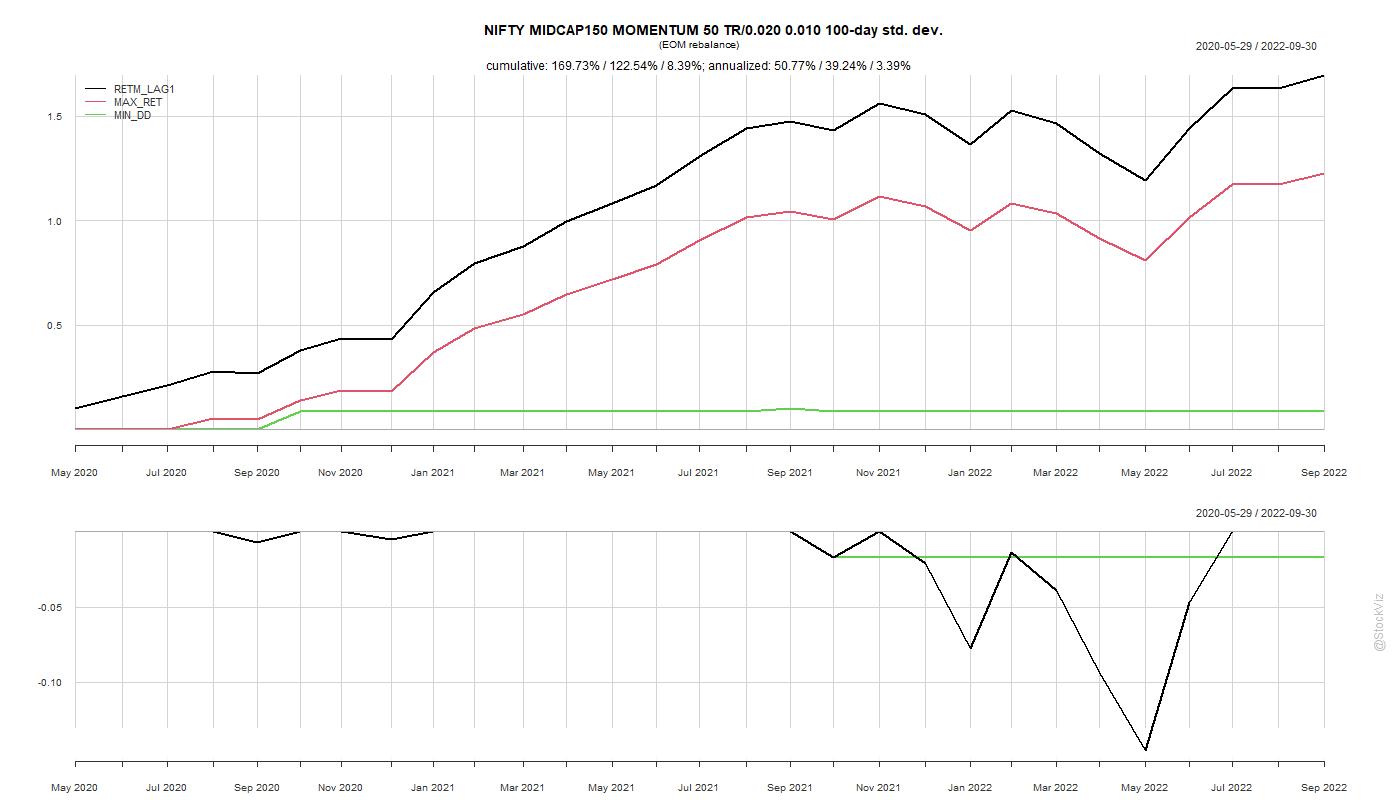 NIFTY MIDCAP150 MOMENTUM 50 TR/0.020 0.010 100-day std. dev.
(EOM rebalance)
2020-05-29 / 2022-09-30
cumulative: 169.73% / 122.54% / 8.39%; annualized: 50.77% / 39.24% / 3.39%
RETM_LAG1
MAX_RET
MIN_DD
1.5
1.0
0.5
May 2020 Jul 2020 Sep 2020 Nov 2020 Jan 2021 Mar 2021 May 2021 Jul 2021 Sep 2021 Nov 2021 Jan 2022 Mar 2022 May 2022 Jul 2022 Sep 2022
2020-05-29 / 2022-09-30
-0.05
-0.10
@StockViz
May 2020 Jul 2020 Sep 2020 Nov 2020 Jan 2021 Mar 2021 May 2021 Jul 2021 Sep 2021 Nov 2021 Jan 2022 Mar 2022 May 2022 Jul 2022 Sep 2022